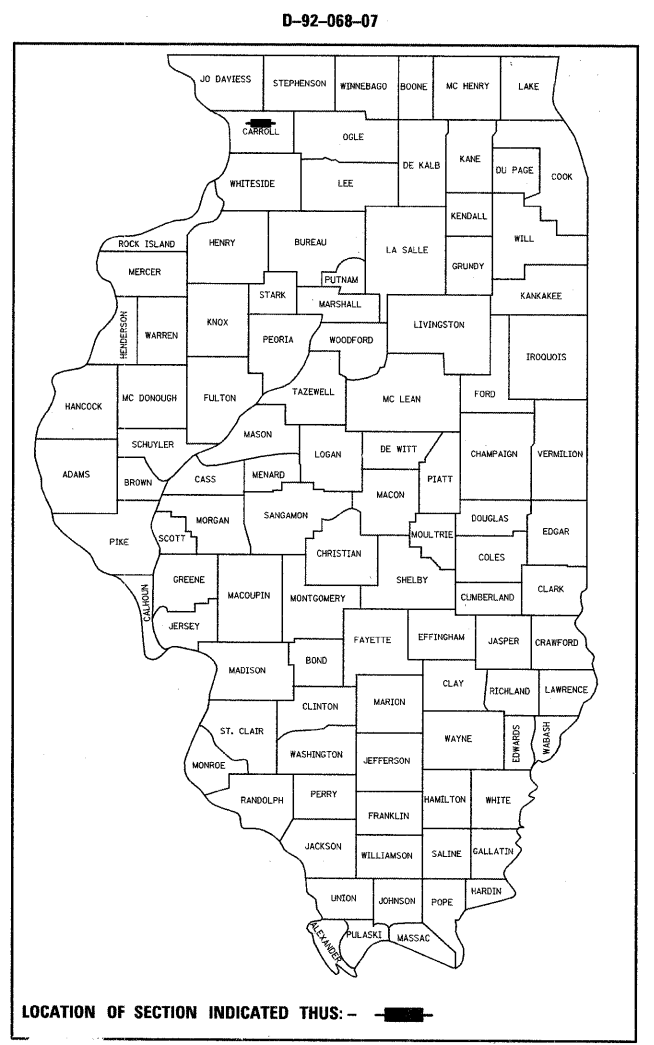 D-92-068-07
JO DAVIESS
STEPHENSON
WINNEBAGO
BOONE
MC HENRY
LAKE
CARROLL
OGLE
DE KALB
KANE
DU PAGE
COOK
WHITESIDE
LEE
KENDALL
ROCK ISLAND
HENRY
BUREAU
LA SALLE
WILL
GRUNDY
MERCER
PUTNAM
STARK
MARSHALL
KANKAKEE
HENDERSON
WARREN
KNOX
PEORIA
WOODFORD
LIVINGSTON
IROQUOIS
HANCOCK
MC DONOUGH
FULTON
TAZEWELL
MC LEAN
FORD
SCHUYLER
MASON
LOGAN
DE WITT
CHAMPAIGN
VERMILION
ADAMS
BROWN
CASS
MENARD
MACON
PIATT
PIKE
SCOTT
MORGAN
SANGAMON
CHRISTIAN
MOULTRIE
DOUGLAS
EDGAR
COLES
CALHOUN
GREENE
MACOUPIN
MONTGOMERY
SHELBY
CUMBERLAND
CLARK
JERSEY
FAYETTE
EFFINGHAM
JASPER
CRAWFORD
MADISON
BOND
CLAY
RICHLAND
LAWRENCE
CLINTON
MARION
ST. CLAIR
WAYNE
EDWARDS
WABASH
MONROE
WASHINGTON
JEFFERSON
RANDOLPH
PERRY
HAMILTON
WHITE
FRANKLIN
JACKSON
WILLIAMSON
SALINE
GALLATIN
UNION
JOHNSON
POPE
HARDIN
ALEXANDER
PULASKI
MASSAC
LOCATION OF SECTION INDICATED THUS: -